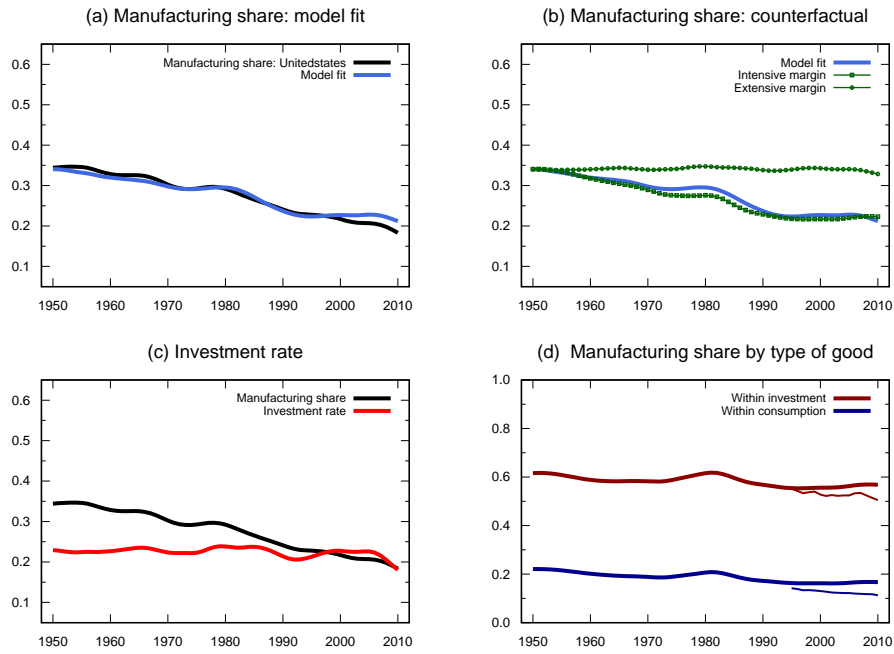 (a) Manufacturing share: model fit
0.6
0.5
0.4
0.3
0.2
0.1
1950 1960 1970 1980 1990 2000 2010
Manufacturing share: Unitedstates
Model fit
(b) Manufacturing share: counterfactual
0.6
0.5
0.4
0.3
0.2
0.1
1950 1960 1970 1980 1990 2000 2010
Model fit
Intensive margin
Extensive margin
(c) Investment rate
0.6
0.5
0.4
0.3
0.2
0.1
1950 1960 1970 1980 1990 2000 2010
Manufacturing share
Investment rate
(d) Manufacturing share by type of good
1.0
0.8
0.6
0.4
0.2
0.0
1950 1960 1970 1980 1990 2000 2010
Within investment
Within consumption